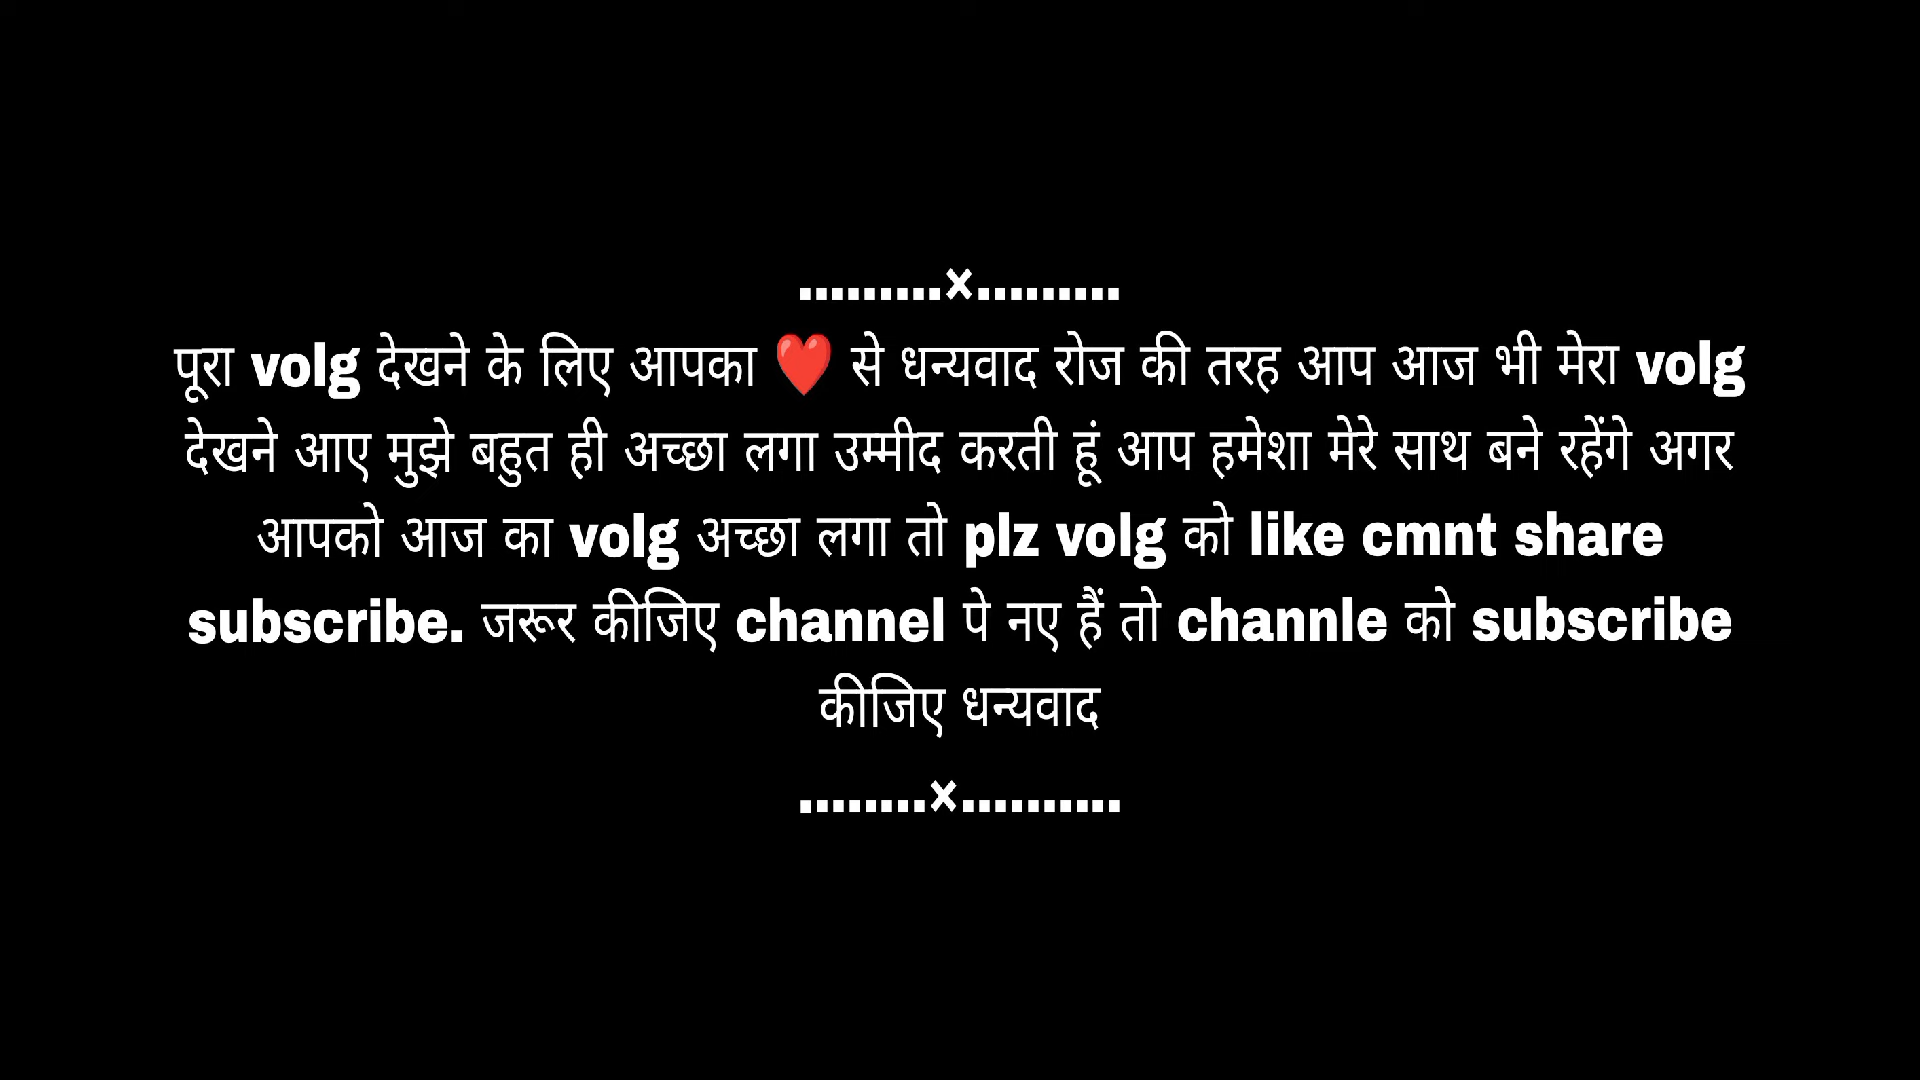 .........×.........
पूरा volg देखने के लिए आपका ❤️ से धन्यवाद रोज की तरह आप आज भी मेरा volg
देखने आए मुझे बहुत ही अच्छा लगा उम्मीद करती हूं आप हमेशा मेरे साथ बने रहेंगे अगर
आपको आज का volg अच्छा लगा तो plz volg को like cmnt share
subscribe. जरूर कीजिए channel पे नए हैं तो channle को subscribe
कीजिए धन्यवाद
........×..........